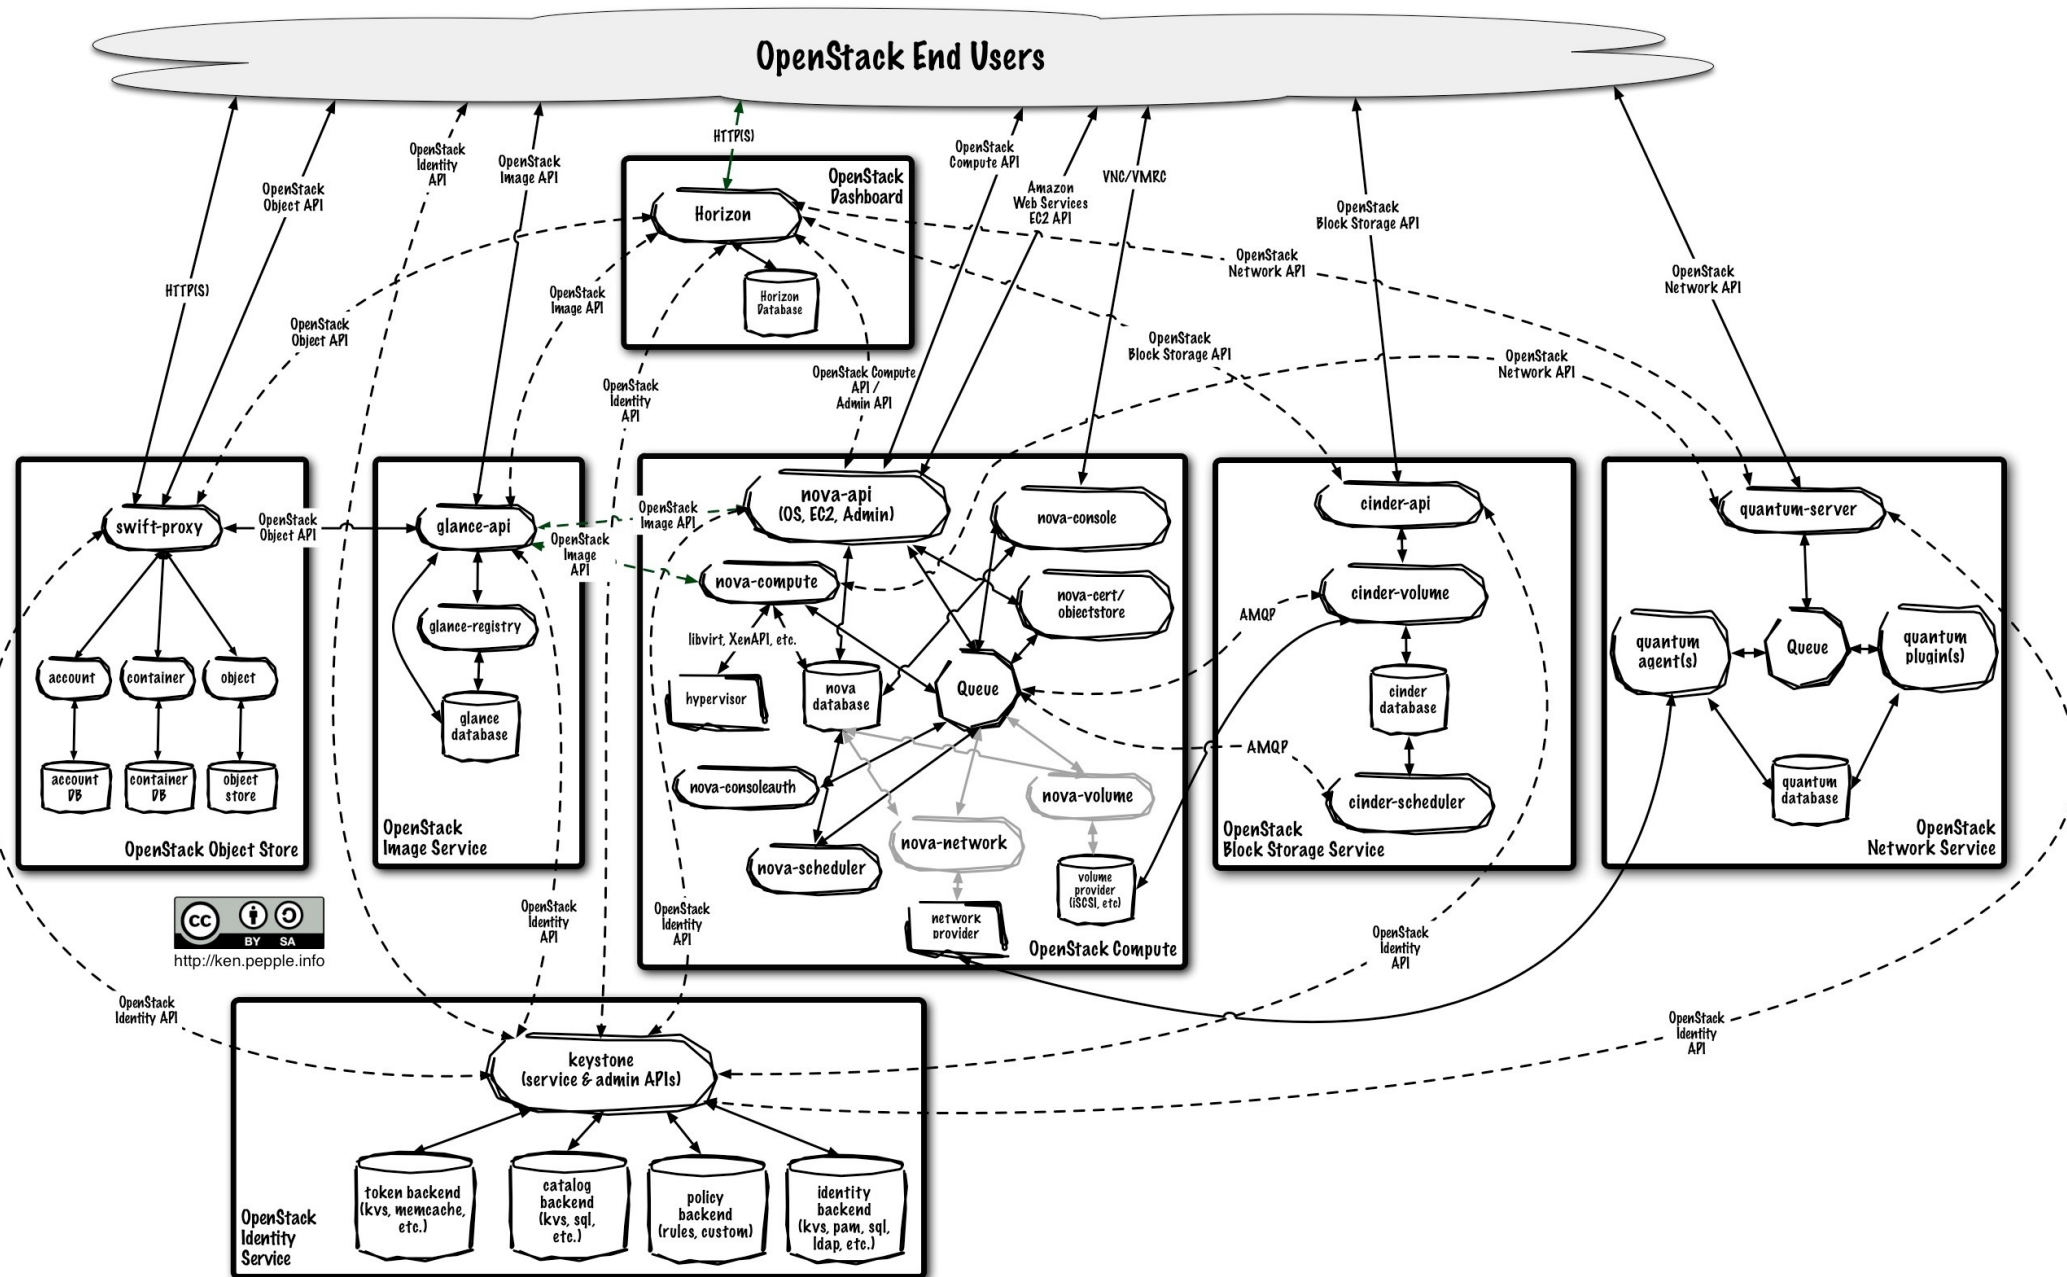 OpenStack End Users
HTTP(S)
OpenStack
Object API
OpenStack
Identity
API
OpenStack
Image API
HTTP(S)
OpenStack
Compute API
Amazon
Web Services
EC2 API
VNC/VMRC
OpenStack
Block Storage API
OpenStack
Network API
OpenStack
Dashboard
Horizon
Horizon
Database
OpenStack
Object API
OpenStack
Image API
OpenStack
Identity
API
OpenStack Compute
API /
Admin API
OpenStack
Block Storage API
OpenStack
Network API
OpenStack
Network API
swift-proxy
OpenStack
Object API
account
container
object
account
DB
container
DB
object
store
OpenStack Object Store
glance-api
glance-registry
glance
database
OpenStack
Image Service
OpenStack
Image API
OpenStack
Image
API
nova-api
(OS, EC2, Admin)
nova-console
nova-compute
nova-cert/
objectstore
libvirt, XenAPI, etc.
hypervisor
nova
database
Queue
nova-consoleauth
nova-volume
nova-network
nova-scheduler
volume
provider
(iSCSI, etc)
network
provider
OpenStack Compute
cinder-api
cinder-volume
AMQP
cinder
database
AMQP
cinder-scheduler
OpenStack
Block Storage Service
quantum-server
quantum
agent(s)
Queue
quantum
plugin(s)
quantum
database
OpenStack
Network Service
cc
BY SA
http://ken.pepple.info
OpenStack
Identity API
OpenStack
Identity
API
OpenStack
Identity
API
OpenStack
Identity
API
OpenStack
Identity
API
keystone
(service & admin APIs)
token backend
(kvs, memcache,
etc.)
catalog
backend
(kvs, sql,
etc.)
policy
backend
(rules, custom)
identity
backend
(kvs, pam, sql,
ldap, etc.)
OpenStack
Identity
Service